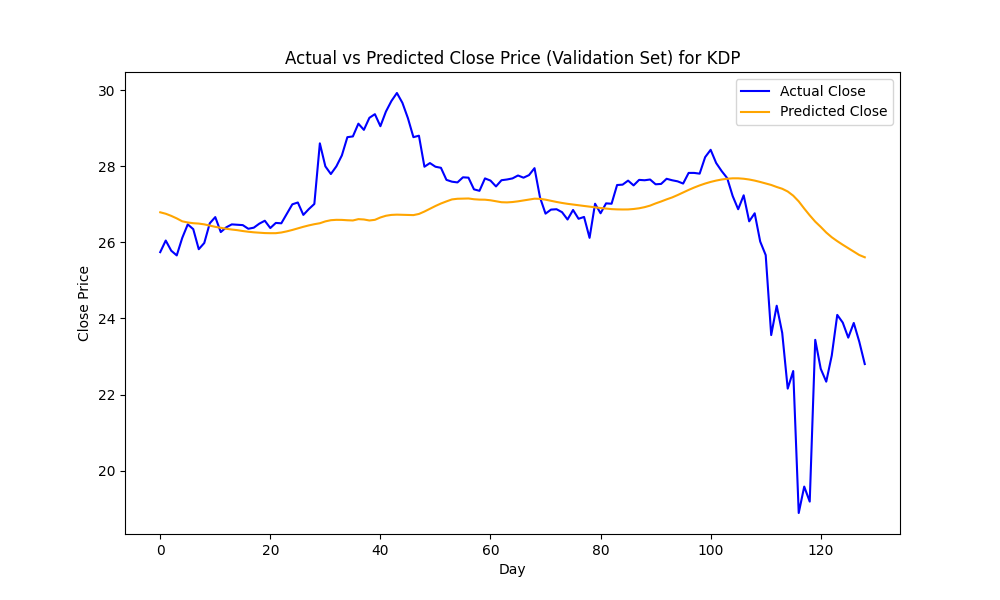 Actual vs Predicted Close Price (Validation Set) for KDP
Actual Close
Predicted Close
Close Price
30
28
26
24
22
20
0 20 40 60 80 100 120
Day